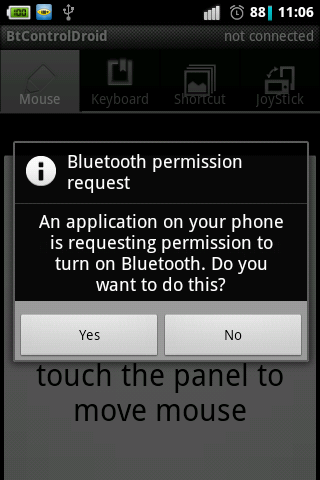 100 88 11:06
BtControlDroid not connected
Mouse Keyboard Shortcut JoyStick
Bluetooth permission
request
An application on your phone
is requesting permission to
turn on Bluetooth. Do you
want to do this?
Yes No
touch the panel to
move mouse